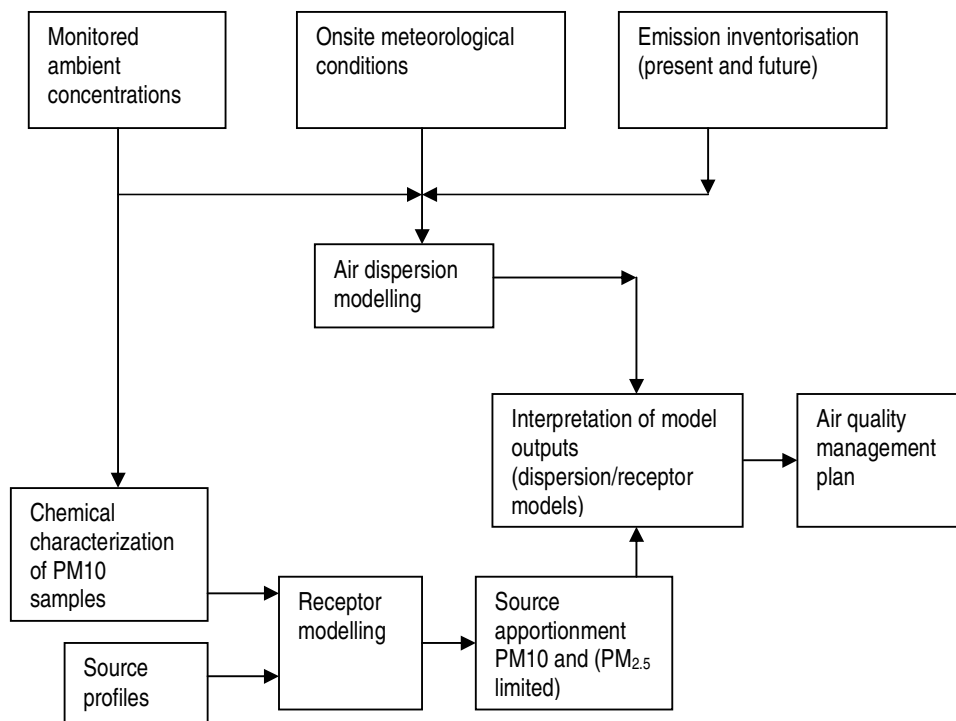 Monitored
ambient
concentrations
Onsite meteorological
conditions
Emission inventorisation
(present and future)
Air dispersion
modelling
Interpretation of model
outputs
(dispersion/receptor
models)
Air quality
management
plan
Chemical
characterization
of PM10
samples
Receptor
modelling
Source
apportionment
PM10 and (PM2.5
limited)
Source
profiles